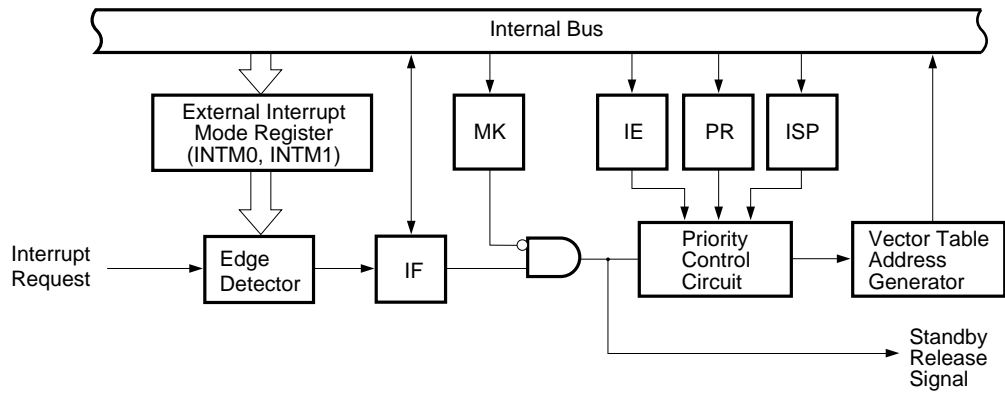 Internal Bus
External Interrupt
Mode Register
(INTM0, INTM1)
MK
IE
PR
ISP
Interrupt
Request
Edge
Detector
IF
Priority
Control
Circuit
Vector Table
Address
Generator
Standby
Release
Signal